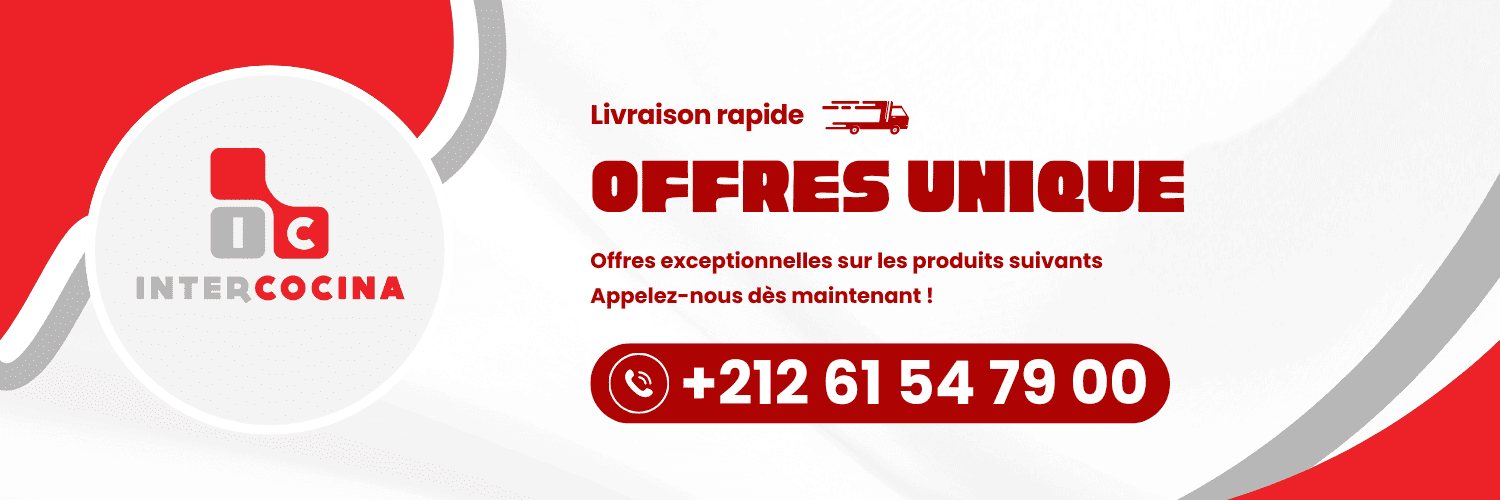 IC
INTERCOCINA
Livraison rapide
OFFRES UNIQUE
Offres exceptionnelles sur les produits suivants
Appelez-nous dès maintenant !
+212 61 54 79 00